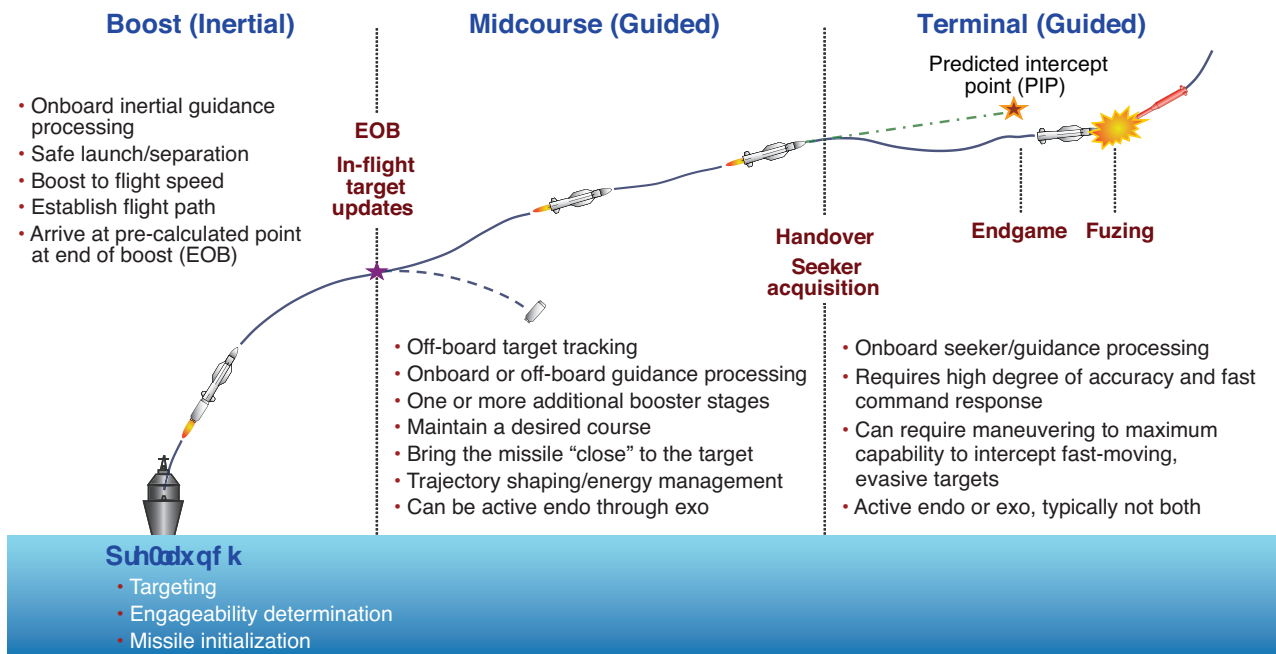 Boost (Inertial)
• Onboard inertial guidance
processing
• Safe launch/separation
• Boost to flight speed
• Establish flight path
• Arrive at pre-calculated point
at end of boost (EOB)
EOB
In-flight
target
updates
Midcourse (Guided)
• Off-board target tracking
• Onboard or off-board guidance processing
• One or more additional booster stages
• Maintain a desired course
• Bring the missile “close” to the target
• Trajectory shaping/energy management
• Can be active endo through exo
Handover
Seeker
acquisition
Terminal (Guided)
Predicted intercept
point (PIP)
Endgame
Fuzing
• Onboard seeker/guidance processing
• Requires high degree of accuracy and fast
command response
• Can require maneuvering to maximum
capability to intercept fast-moving,
evasive targets
• Active endo or exo, typically not both
• Targeting
• Engageability determination
• Missile initialization